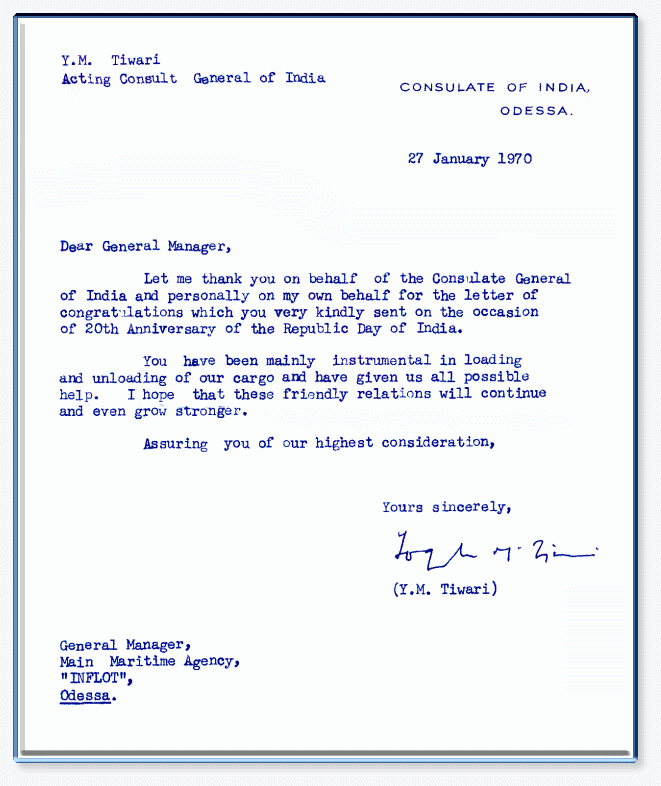 Y.M. Tiwari
Acting Consult General of India
CONSULATE OF INDIA,
ODESSA.
27 January 1970
Dear General Manager,
Let me thank you on behalf of the Consulate General
of India and personally on my own behalf for the letter of
congratulations which you very kindly sent on the occasion
of 20th Anniversary of the Republic Day of India.
You have been mainly instrumental in loading
and unloading of our cargo and have given us all possible
help. I hope that these friendly relations will continue
and even grow stronger.
Assuring you of our highest consideration,
Yours sincerely,
(Y.M. Tiwari)
General Manager,
Main Maritime Agency,
"INFLOT",
Odessa.